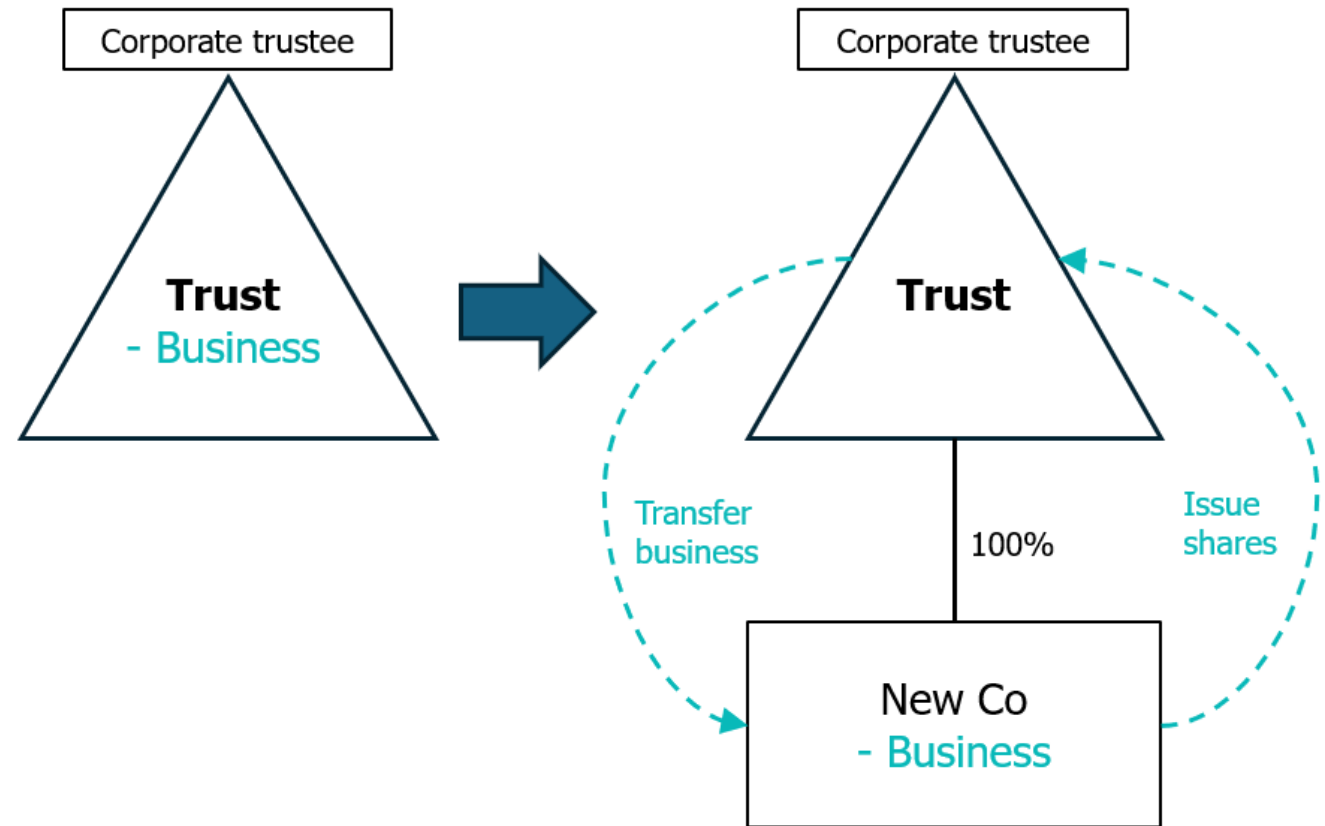 Corporate trustee
Trust
- Business
Corporate trustee
Trust
Transfer
business
100%
Issue
shares
New Co
- Business